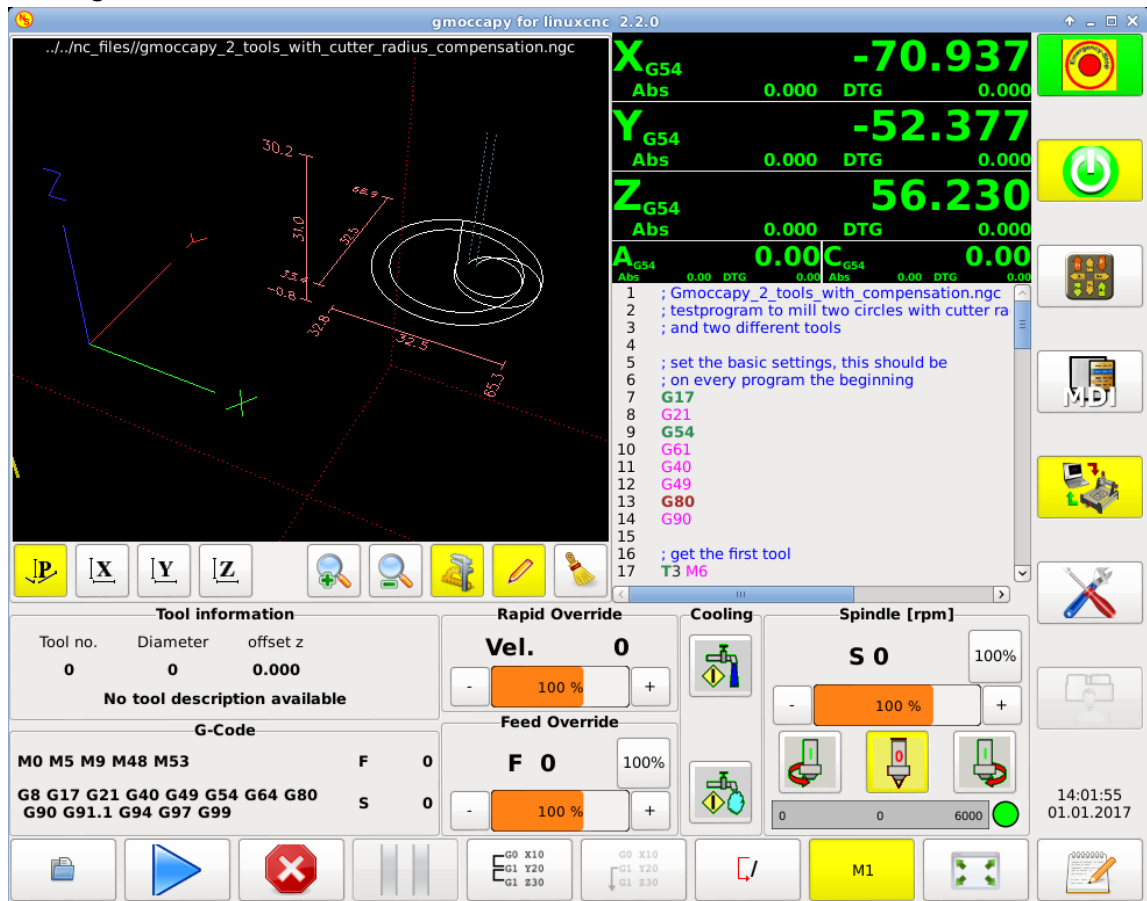 gmoccapy for linuxcnc 2.2.0
../../nc_files//gmoccapy_2_tools_with_cutter_radius_compensation.ngc
30.2
68.9
31.0
32.5
33.4
-0.8
32.8
32.5
65.3
Z
Y
X
X G54 -70.937
Abs 0.000 DTG 0.000
Y G54 -52.377
Abs 0.000 DTG 0.000
Z G54 56.230
Abs 0.000 DTG 0.000
A G54 0.00 C G54 0.00
Abs 0.00 DTG 0.00 Abs 0.00 DTG 0.00
1 ; Gmoccapy_2_tools_with_compensation.ngc
2 ; testprogram to mill two circles with cutter ra
3 ; and two different tools
4
5 ; set the basic settings, this should be
6 ; on every program the beginning
7 G17
8 G21
9 G54
10 G61
11 G40
12 G49
13 G80
14 G90
15
16 ; get the first tool
17 T3 M6
Emergency-Stop
MDI
P X Y Z
Tool information
Tool no. Diameter offset z
0 0 0.000
No tool description available
G-Code
M0 M5 M9 M48 M53 F 0
G8 G17 G21 G40 G49 G54 G64 G80
G90 G91.1 G94 G97 G99 S 0
Rapid Override
Vel. 0
- 100 % +
Feed Override
F 0 100%
- 100 % +
Cooling
Spindle [rpm]
S 0 100%
- 100 % +
I 0 I
0 0 6000
14:01:55
01.01.2017
G0 X10
G1 Y20
G1 Z30
G0 X10
G1 Y20
G1 Z30
/
M1